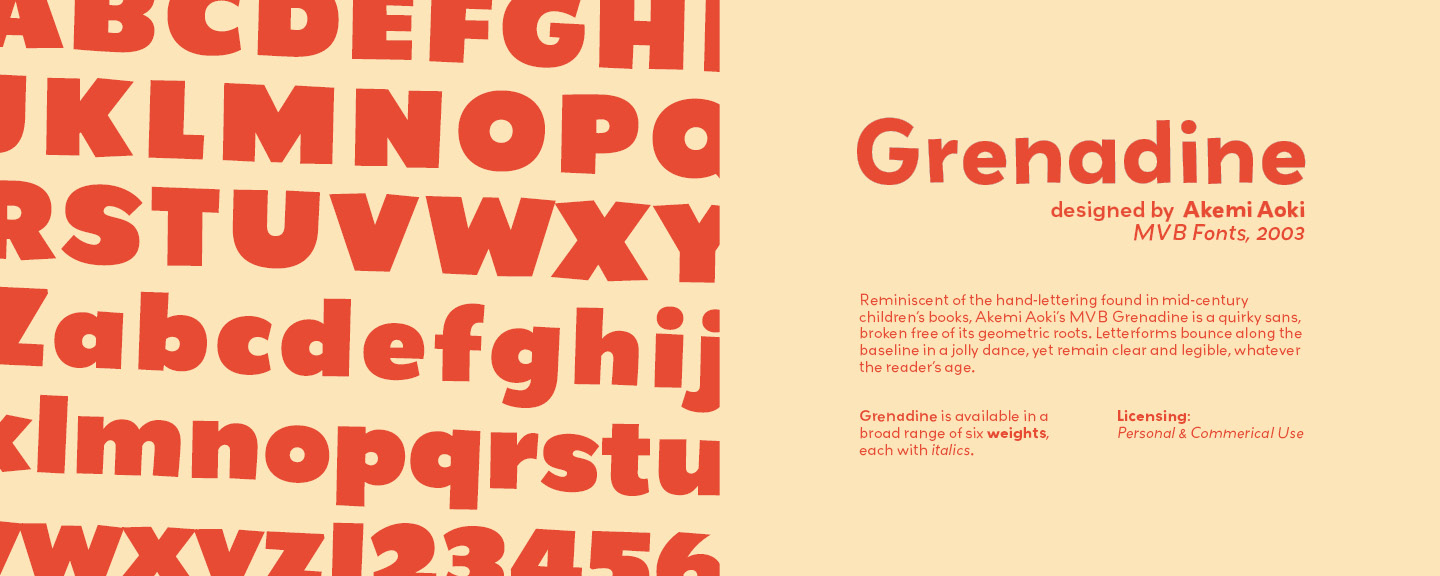 ABCDEFGHI
JKLMNOPQ
RSTUVWXY
Zabcdefghij
klmnopqrstu
vwxyz123456
Grenadine
designed by Akemi Aoki
MVB Fonts, 2003
Reminiscent of the hand-lettering found in mid-century
children's books, Akemi Aoki's MVB Grenadine is a quirky sans,
broken free of its geometric roots. Letterforms bounce along the
baseline in a jolly dance, yet remain clear and legible, whatever
the reader's age.
Grenadine is available in a
broad range of six weights,
each with italics.
Licensing:
Personal & Commerical Use